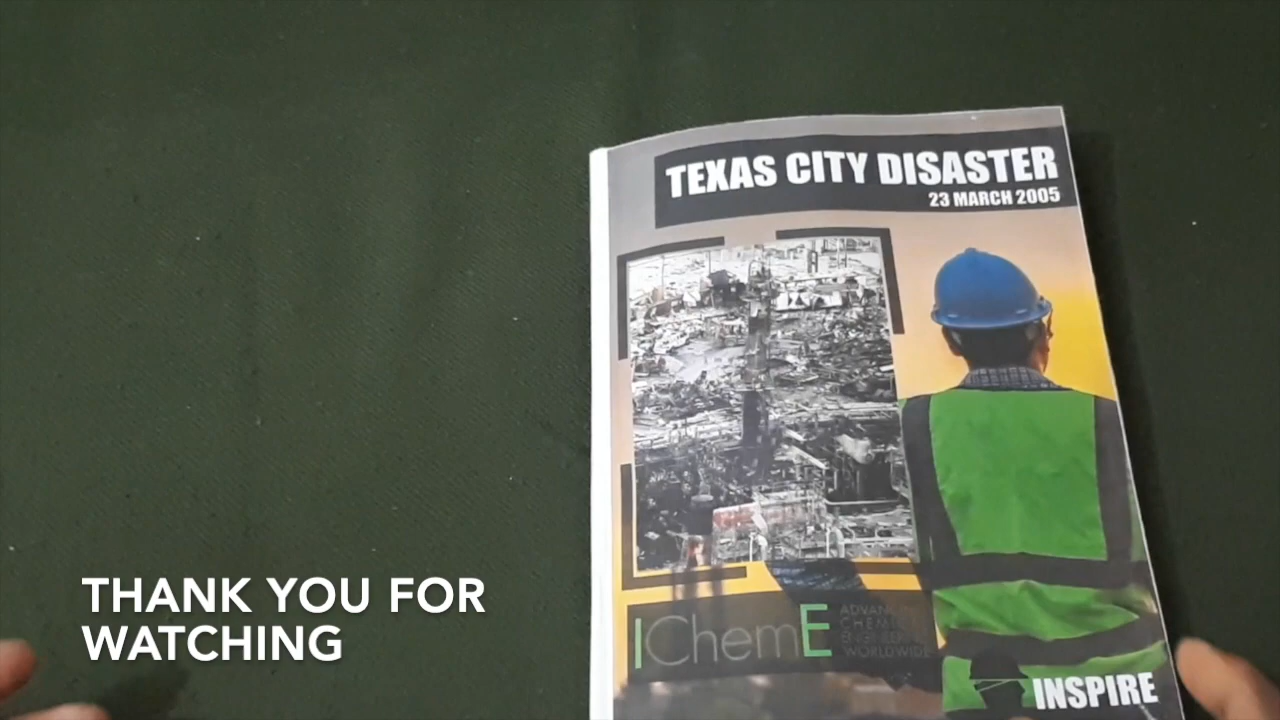 TEXAS CITY DISASTER
23 MARCH 2005
IChemE
ADVANCING
CHEMICAL
ENGINEERING
WORLDWIDE
INSPIRE
THANK YOU FOR
WATCHING